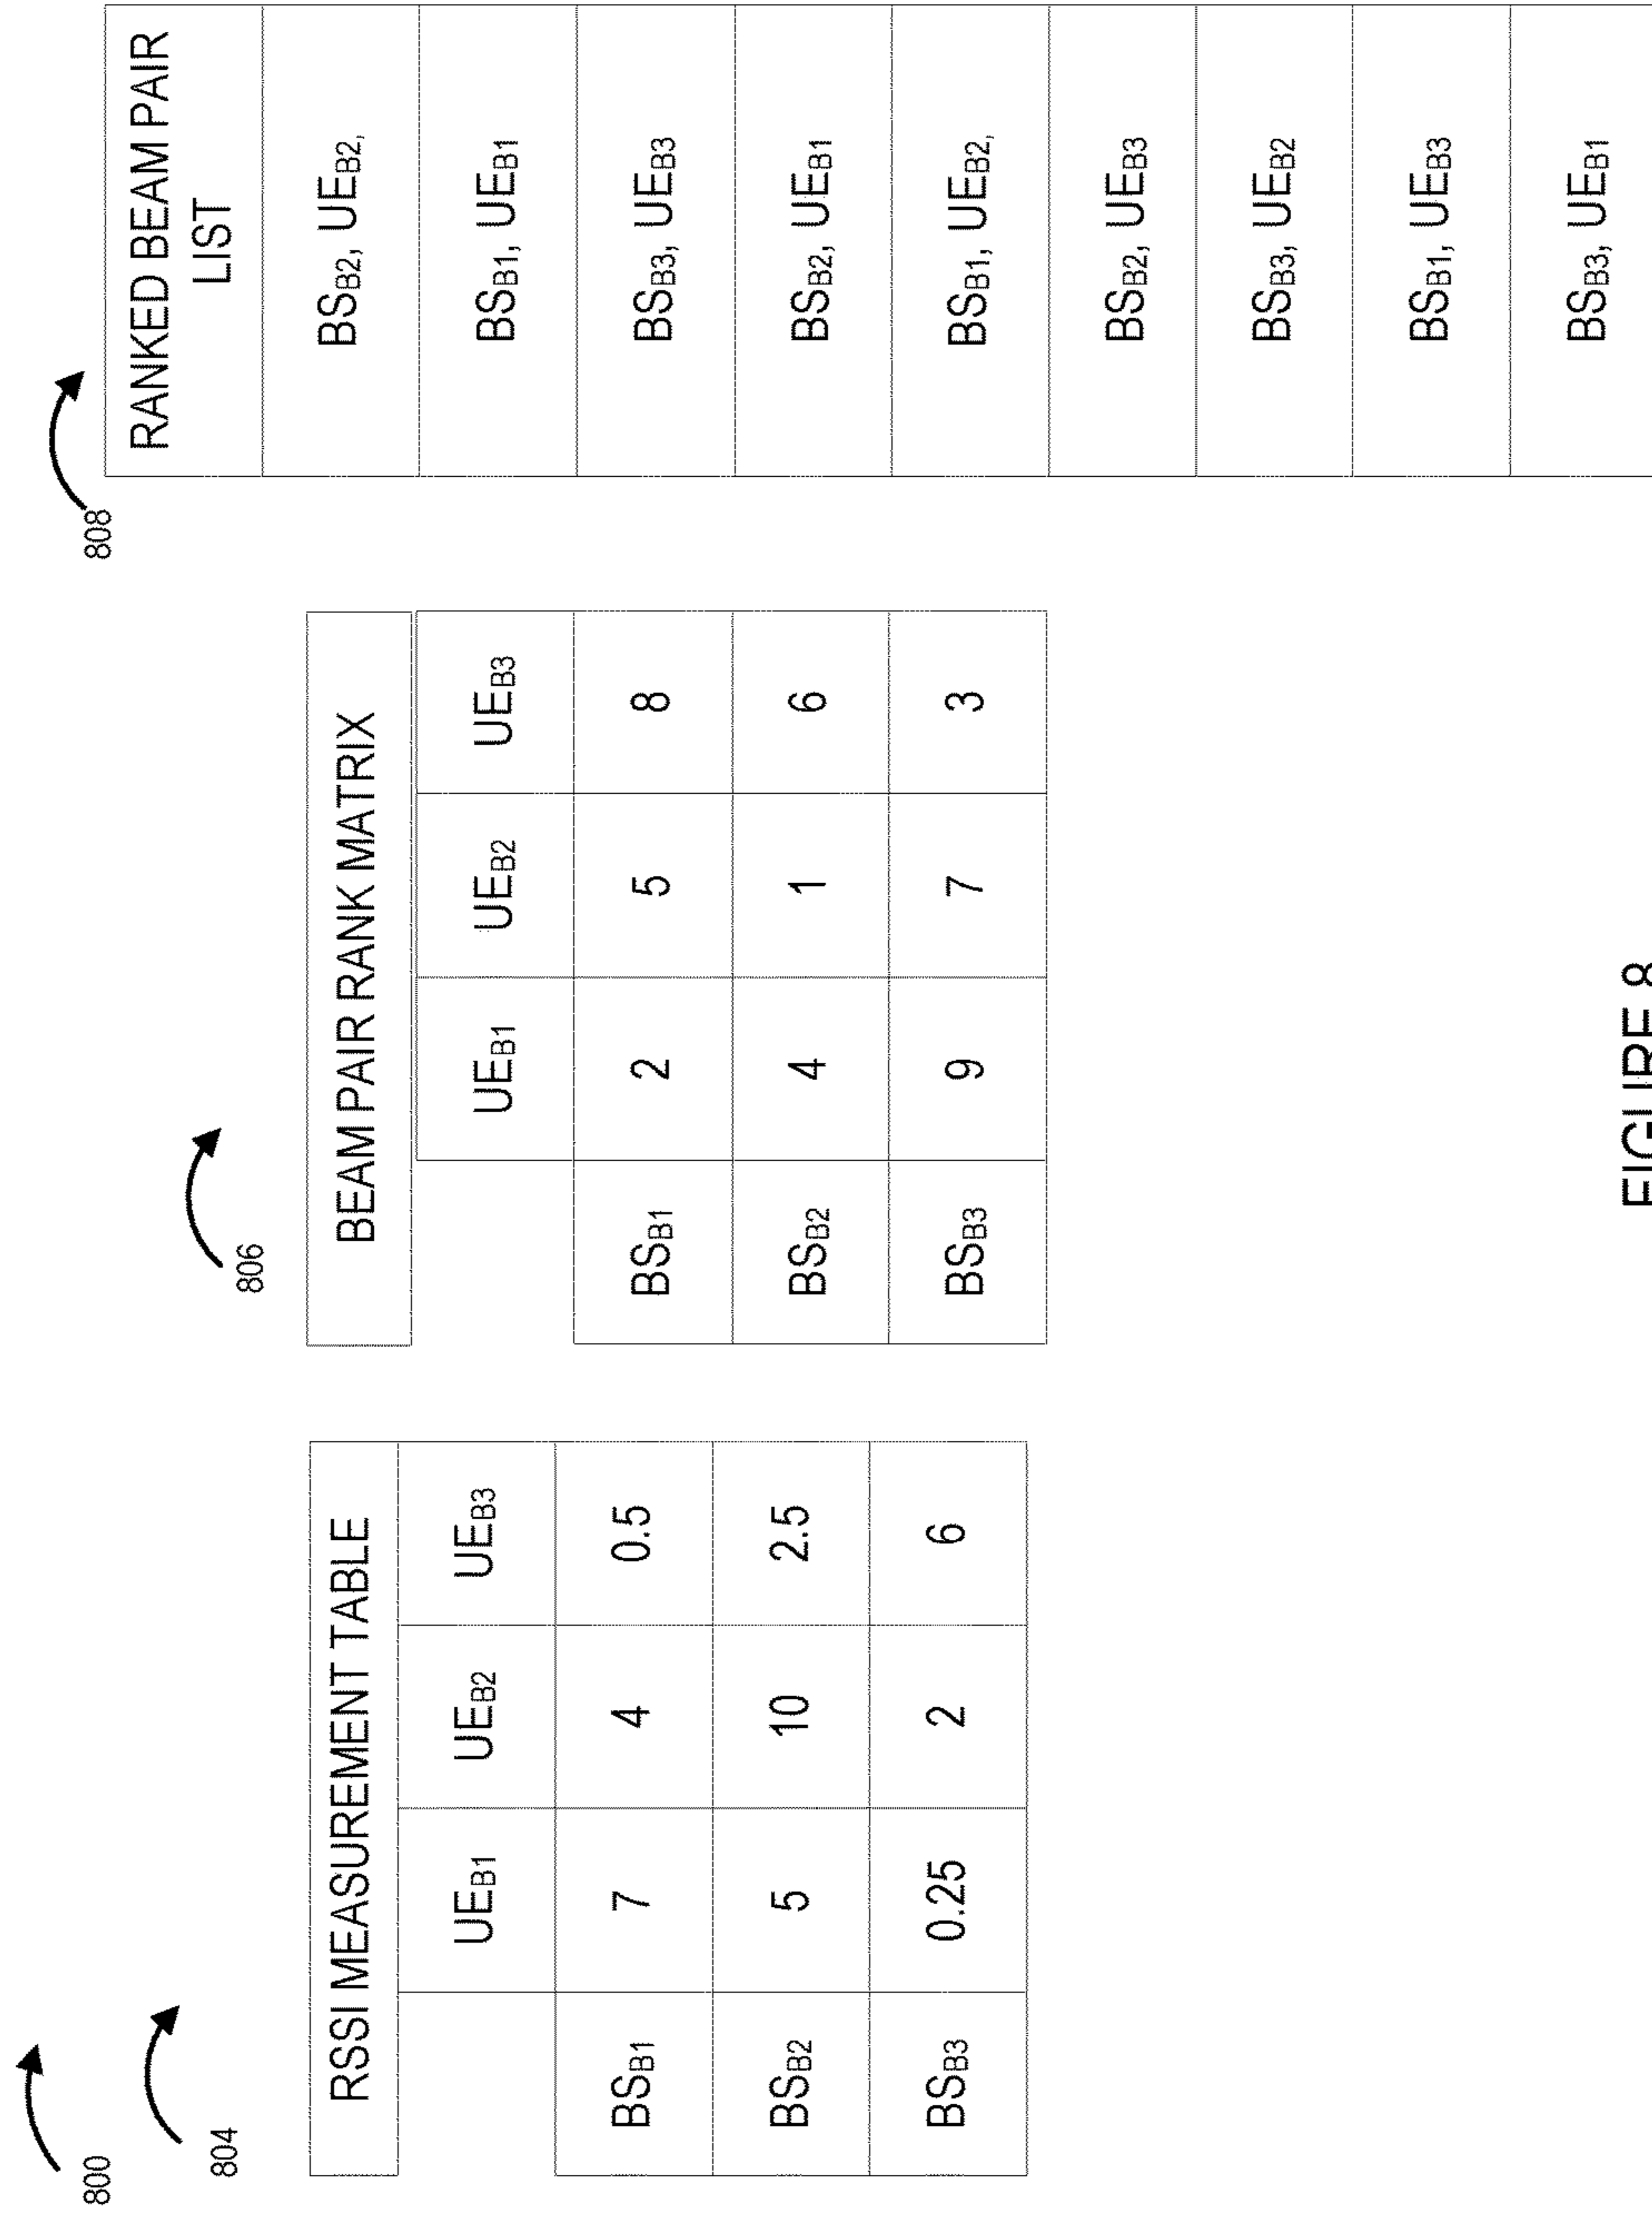 800
804
RSSI MEASUREMENT TABLE
UEB1 UEB2 UEB3
BSB1 7 4 0.5
BSB2 5 10 2.5
BSB3 0.25 2 6
806
BEAM PAIR RANK MATRIX
UEB1 UEB2 UEB3
BSB1 2 5 8
BSB2 4 1 6
BSB3 9 7 3
808
RANKED BEAM PAIR
LIST
BSB2, UEB2,
BSB1, UEB1
BSB3, UEB3
BSB2, UEB1
BSB1, UEB2,
BSB2, UEB3
BSB3, UEB2
BSB1, UEB3
BSB3, UEB1
FIGURE 8